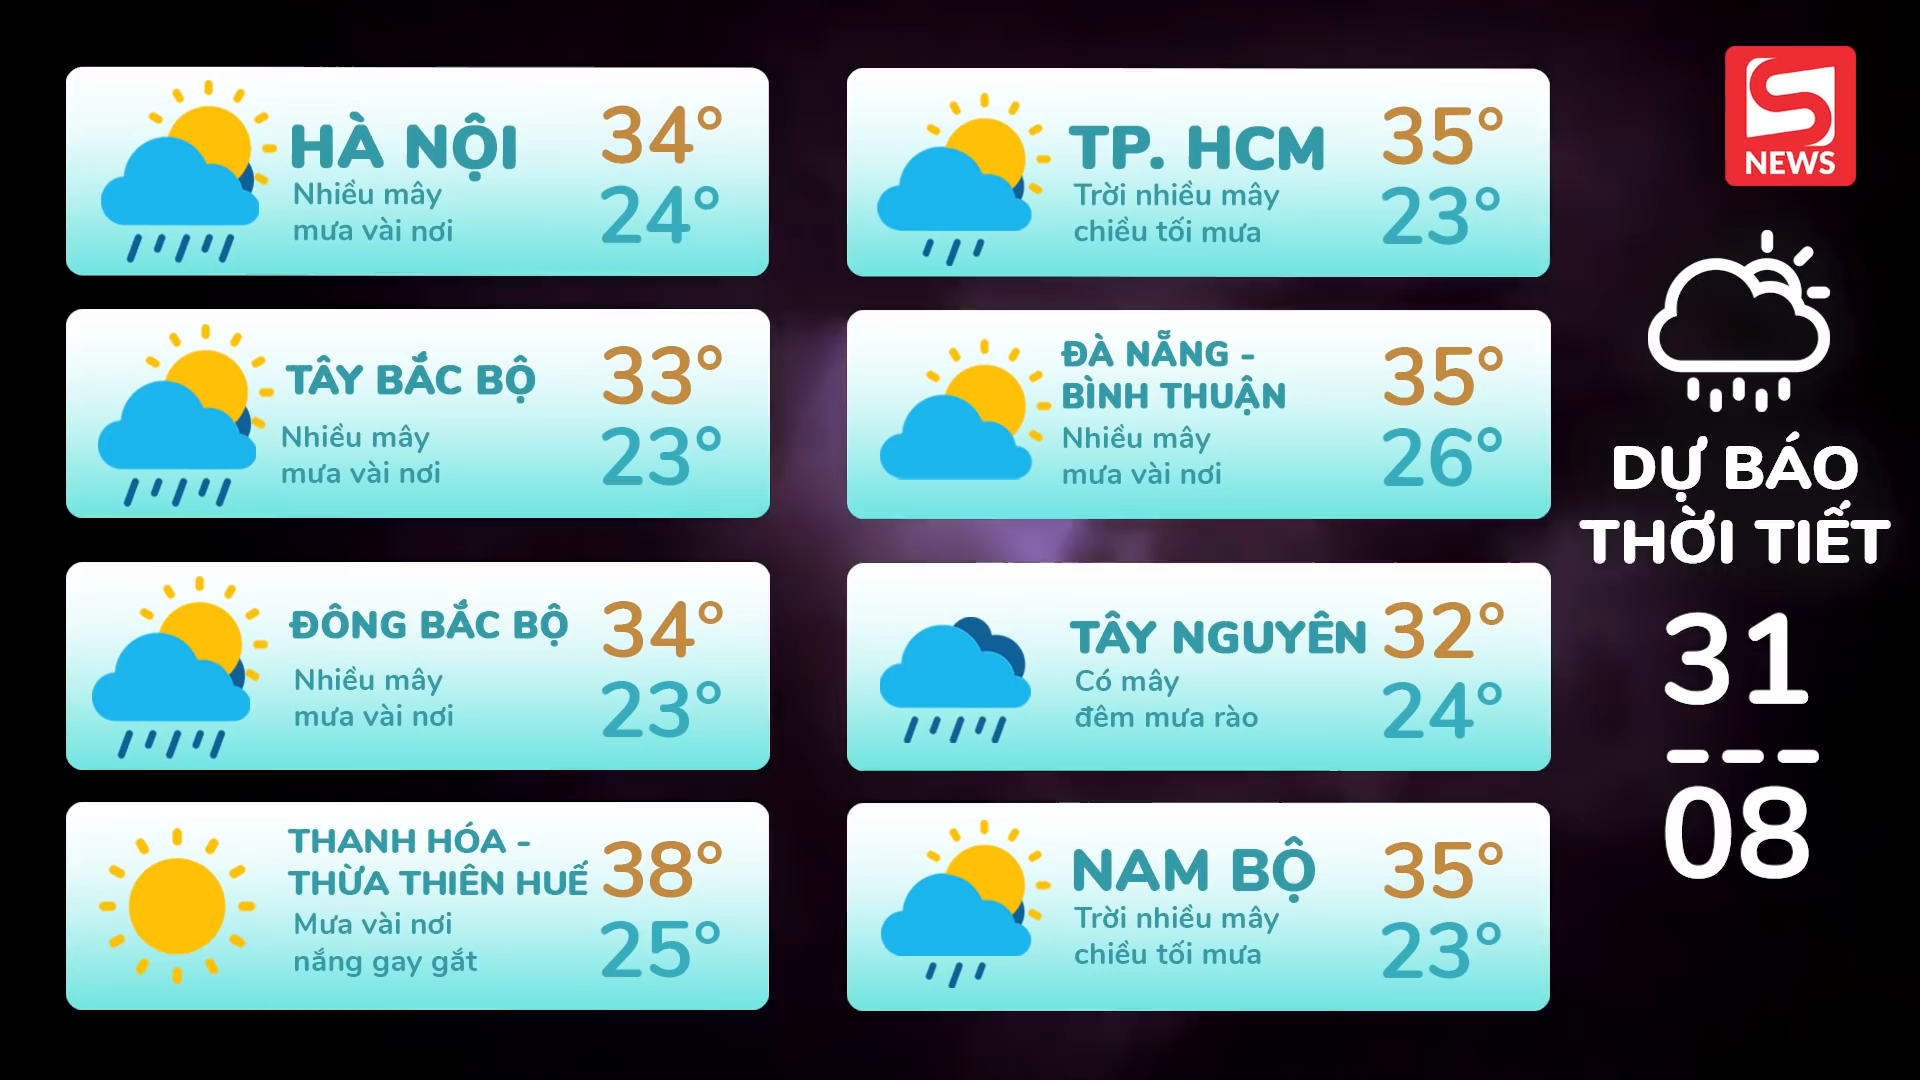 HÀ NỘI
Nhiều mây
mưa vài nơi
34°
24°
TP. HCM
Trời nhiều mây
chiều tối mưa
35°
23°
TÂY BẮC BỘ
Nhiều mây
mưa vài nơi
33°
23°
ĐÀ NẴNG -
BÌNH THUẬN
Nhiều mây
mưa vài nơi
35°
26°
ĐÔNG BẮC BỘ
Nhiều mây
mưa vài nơi
34°
23°
TÂY NGUYÊN
Có mây
đêm mưa rào
32°
24°
THANH HÓA -
THỪA THIÊN HUẾ
Mưa vài nơi
nắng gay gắt
38°
25°
NAM BỘ
Trời nhiều mây
chiều tối mưa
35°
23°
S
NEWS
DỰ BÁO
THỜI TIẾT
31
08